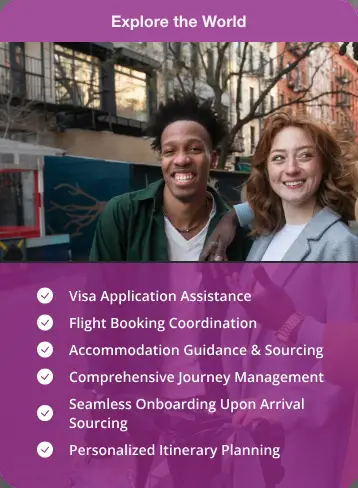 Explore the World
Visa Application Assistance
Flight Booking Coordination
Accommodation Guidance & Sourcing
Comprehensive Journey Management
Seamless Onboarding Upon Arrival
Sourcing
Personalized Itinerary Planning